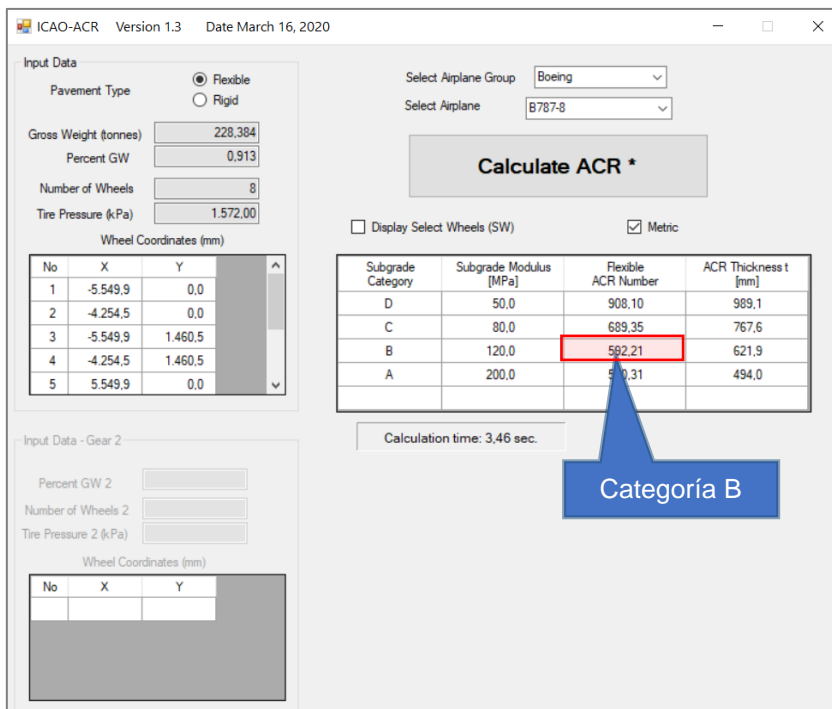 ICAO-ACR Version 1.3 Date March 16, 2020
Input Data
Pavement Type
Flexible
Rigid
Gross Weight (tonnes) 228,384
Percent GW 0,913
Number of Wheels 8
Tire Pressure (kPa) 1.572,00
Wheel Coordinates (mm)
No X Y
1 -5.549,9 0,0
2 -4.254,5 0,0
3 -5.549,9 1.460,5
4 -4.254,5 1.460,5
5 5.549,9 0,0
Select Airplane Group Boeing
Select Airplane B787-8
Calculate ACR *
Display Select Wheels (SW) Metric
Subgrade Category Subgrade Modulus [MPa] Flexible ACR Number ACR Thickness t [mm]
D 50,0 908,10 989,1
C 80,0 689,35 767,6
B 120,0 592,21 621,9
A 200,0 494,0
Calculation time: 3,46 sec.
Categoría B
Input Data - Gear 2
Percent GW 2
Number of Wheels 2
Tire Pressure 2 (kPa)
Wheel Coordinates (mm)
No X Y